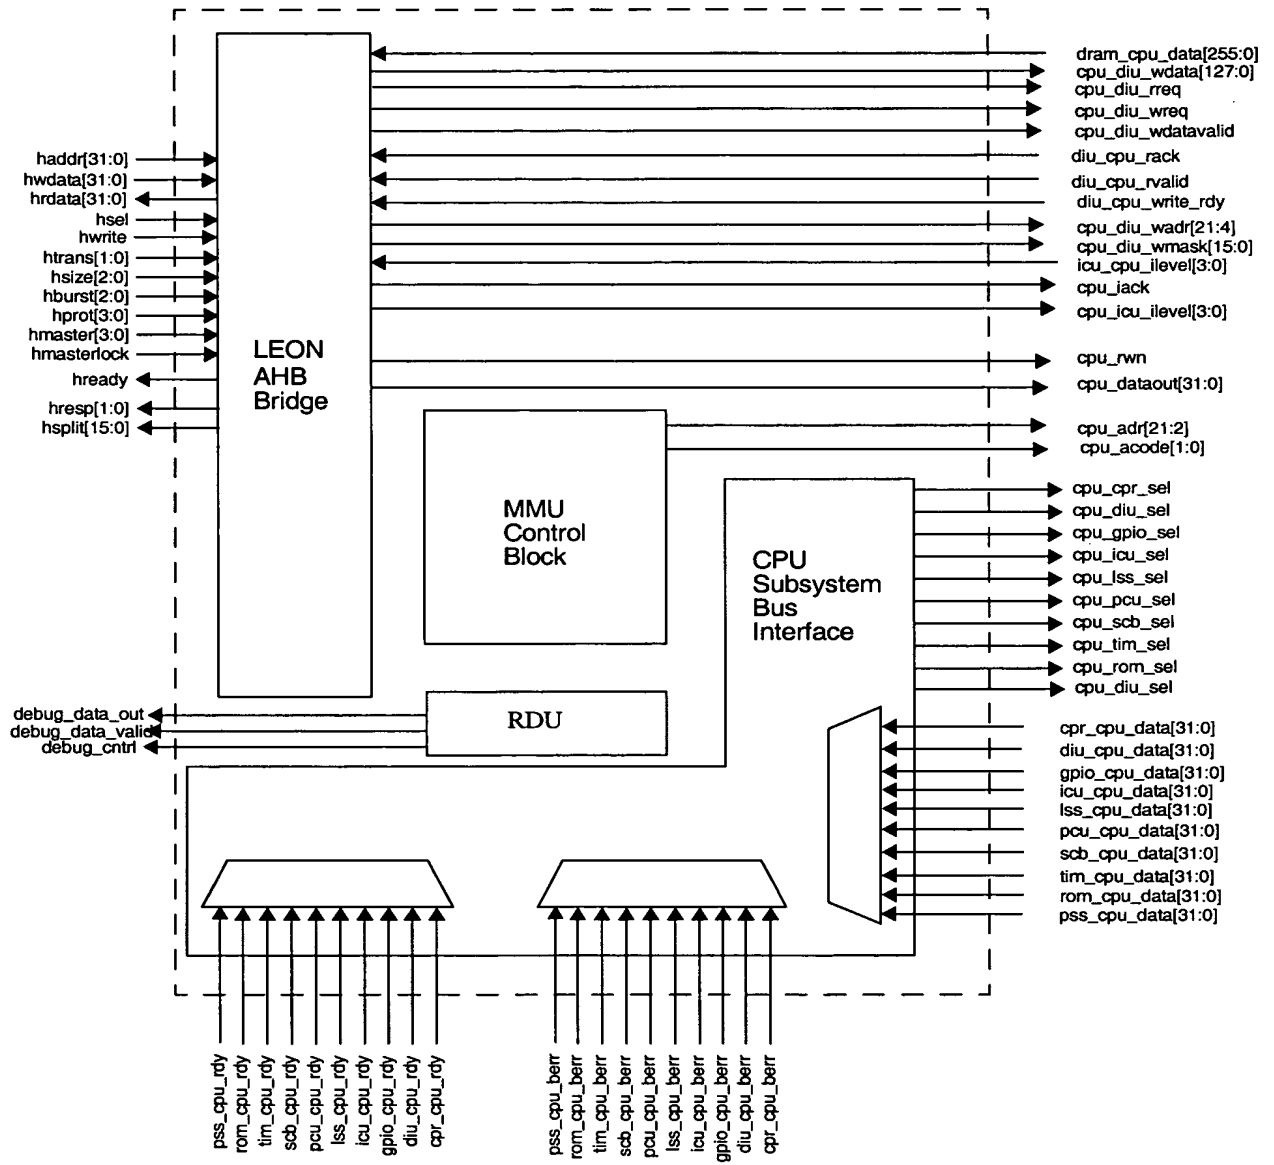 dram_cpu_data[255:0]
cpu_diu_wdata[127:0]
cpu_diu_rreq
cpu_diu_wreq
cpu_diu_wdatavalid
diu_cpu_rack
diu_cpu_rvalid
diu_cpu_write_rdy
cpu_diu_wadr[21:4]
cpu_diu_wmask[15:0]
icu_cpu_ilevel[3:0]
cpu_iack
cpu_icu_ilevel[3:0]
cpu_rwn
cpu_dataout[31:0]
cpu_adr[21:2]
cpu_acode[1:0]
haddr[31:0]
hwdata[31:0]
hrdata[31:0]
hsel
hwrite
htrans[1:0]
hsize[2:0]
hburst[2:0]
hprot[3:0]
hmaster[3:0]
hmasterlock
hready
hresp[1:0]
hsplit[15:0]
LEON
AHB
Bridge
MMU
Control
Block
CPU
Subsystem
Bus
Interface
cpu_cpr_sel
cpu_diu_sel
cpu_gpio_sel
cpu_icu_sel
cpu_lss_sel
cpu_pcu_sel
cpu_scb_sel
cpu_tim_sel
cpu_rom_sel
cpu_diu_sel
debug_data_out
debug_data_valid
debug_cntrl
RDU
cpr_cpu_data[31:0]
diu_cpu_data[31:0]
gpio_cpu_data[31:0]
icu_cpu_data[31:0]
lss_cpu_data[31:0]
pcu_cpu_data[31:0]
scb_cpu_data[31:0]
tim_cpu_data[31:0]
rom_cpu_data[31:0]
pss_cpu_data[31:0]
pss_cpu_rdy
rom_cpu_rdy
tim_cpu_rdy
scb_cpu_rdy
pcu_cpu_rdy
lss_cpu_rdy
icu_cpu_rdy
gpio_cpu_rdy
diu_cpu_rdy
cpr_cpu_rdy
pss_cpu_berr
rom_cpu_berr
tim_cpu_berr
scb_cpu_berr
pcu_cpu_berr
lss_cpu_berr
icu_cpu_berr
gpio_cpu_berr
diu_cpu_berr
cpr_cpu_berr